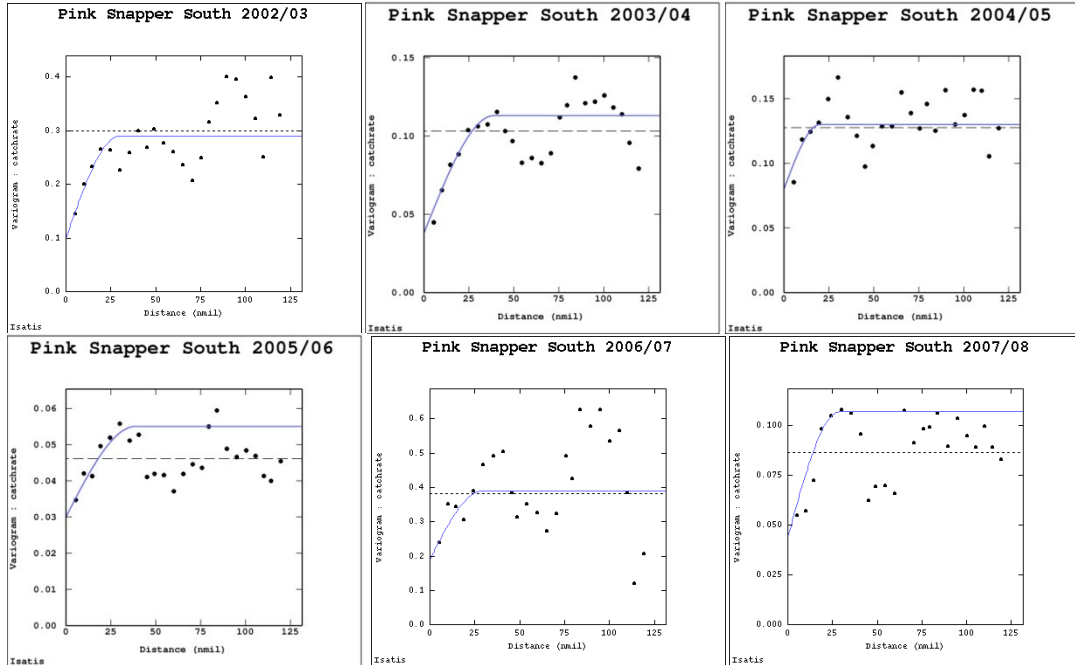 Pink Snapper South 2002/03
Variogram : catchrate
0.4
0.3
0.2
0.1
0.0
0 25 50 75 100 125
Distance (nmil)
Isatis
Pink Snapper South 2003/04
Variogram : catchrate
0.15
0.10
0.05
0.00
0 25 50 75 100 125
Distance (nmil)
Isatis
Pink Snapper South 2004/05
Variogram : catchrate
0.15
0.10
0.05
0.00
0 25 50 75 100 125
Distance (nmil)
Isatis
Pink Snapper South 2005/06
Variogram : catchrate
0.06
0.05
0.04
0.03
0.02
0.01
0.00
0 25 50 75 100 125
Distance (nmil)
Isatis
Pink Snapper South 2006/07
Variogram : catchrate
0.6
0.5
0.4
0.3
0.2
0.1
0.0
0 25 50 75 100 125
Distance (nmil)
Isatis
Pink Snapper South 2007/08
Variogram : catchrate
0.100
0.075
0.050
0.025
0.000
0 25 50 75 100 125
Distance (nmil)
Isatis